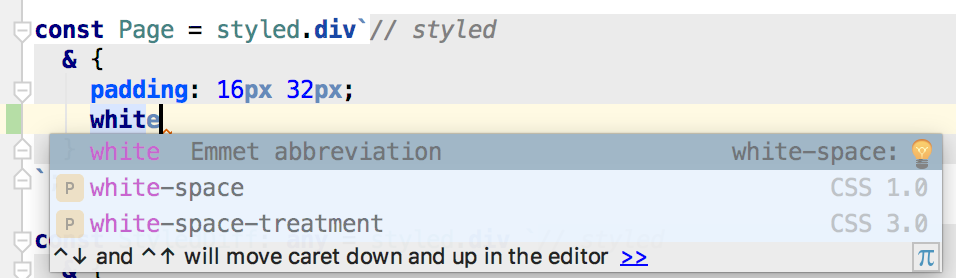 const Page = styled.div`// styled
& {
padding: 16px 32px;
white
white Emmet abbreviation white-space:
P white-space CSS 1.0
P white-space-treatment CSS 3.0
^↓ and ^↑ will move caret down and up in the editor >> π
& {